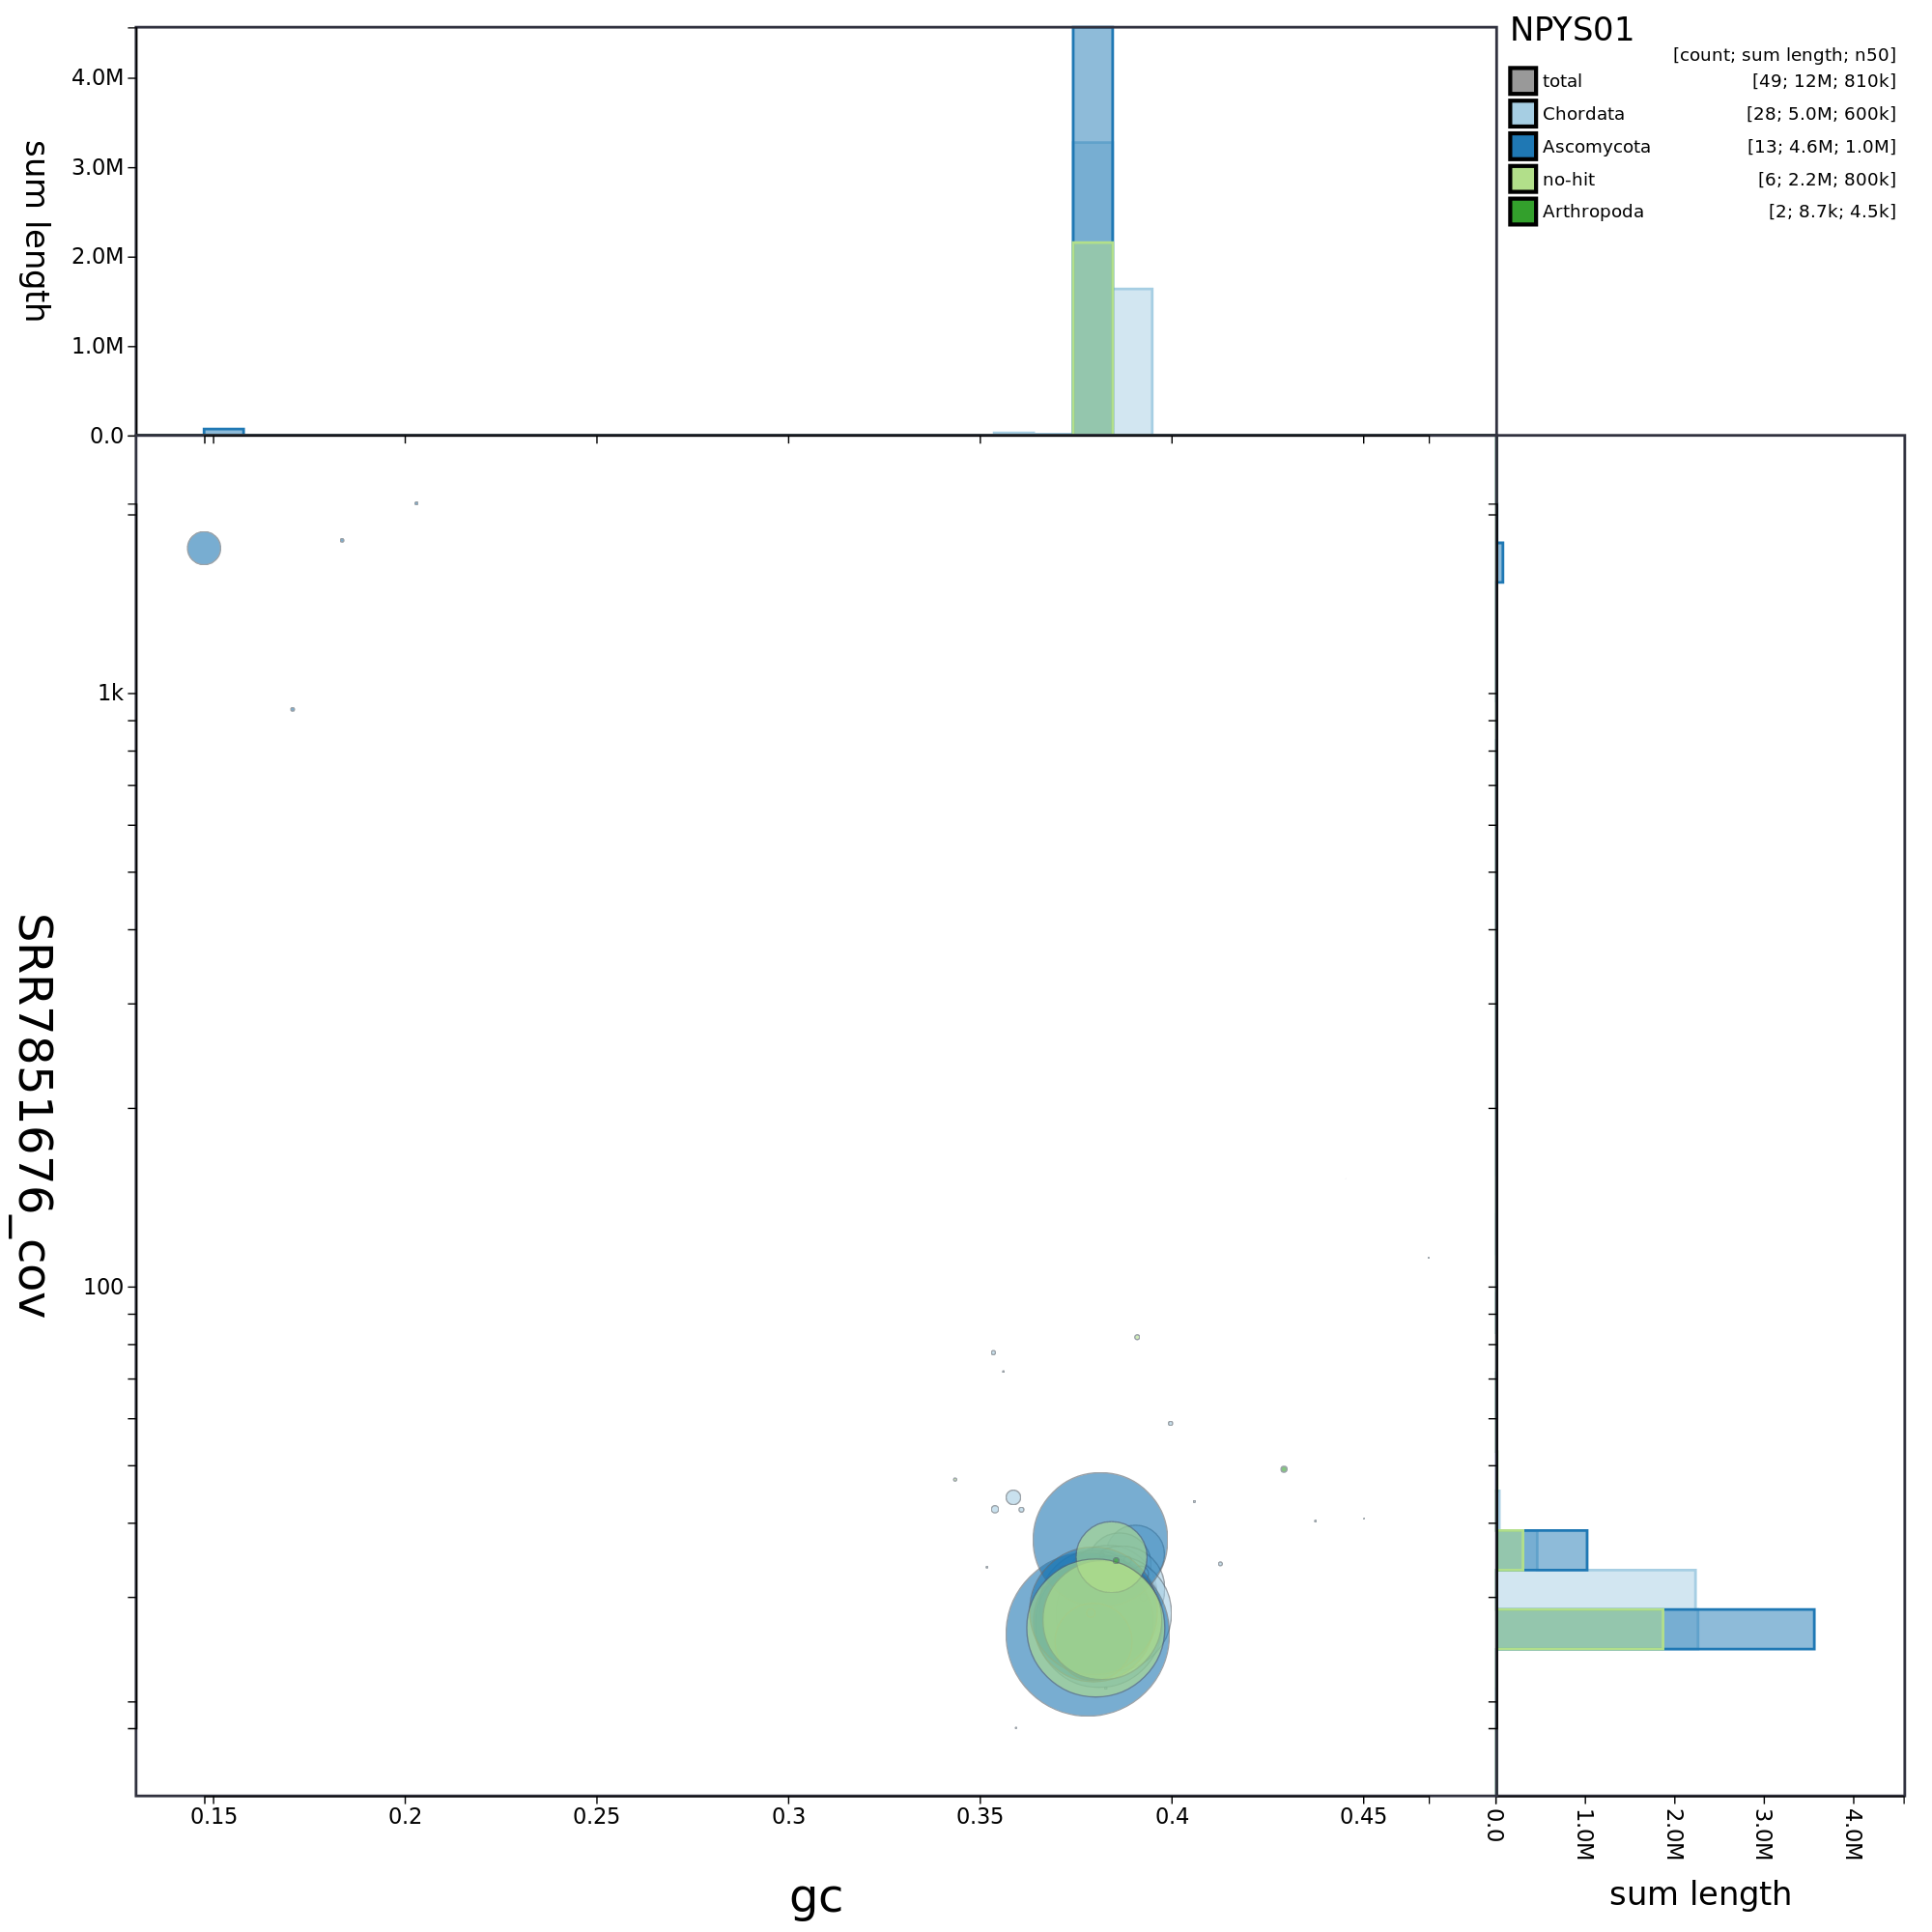 NPYS01
[count; sum length; n50]
total [49; 12M; 810k]
Chordata [28; 5.0M; 600k]
Ascomycota [13; 4.6M; 1.0M]
no-hit [6; 2.2M; 800k]
Arthropoda [2; 8.7k; 4.5k]
sum length
4.0M
3.0M
2.0M
1.0M
0.0
SRR7851676_cov
1k
100
0.15 0.2 0.25 0.3 0.35 0.4 0.45
gc
0.0 1.0M 2.0M 3.0M 4.0M
sum length